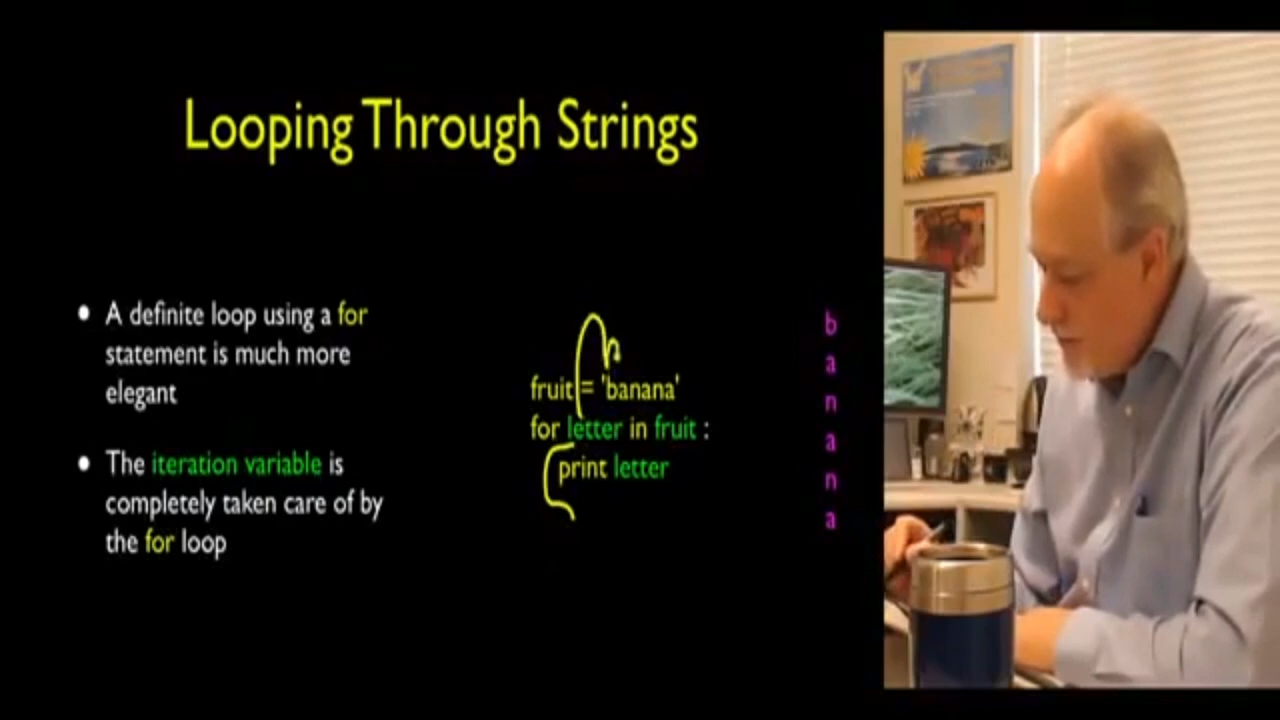 Looping Through Strings
• A definite loop using a for
statement is much more
elegant
• The iteration variable is
completely taken care of by
the for loop
fruit = 'banana'
for letter in fruit :
print letter
b
a
n
a
n
a